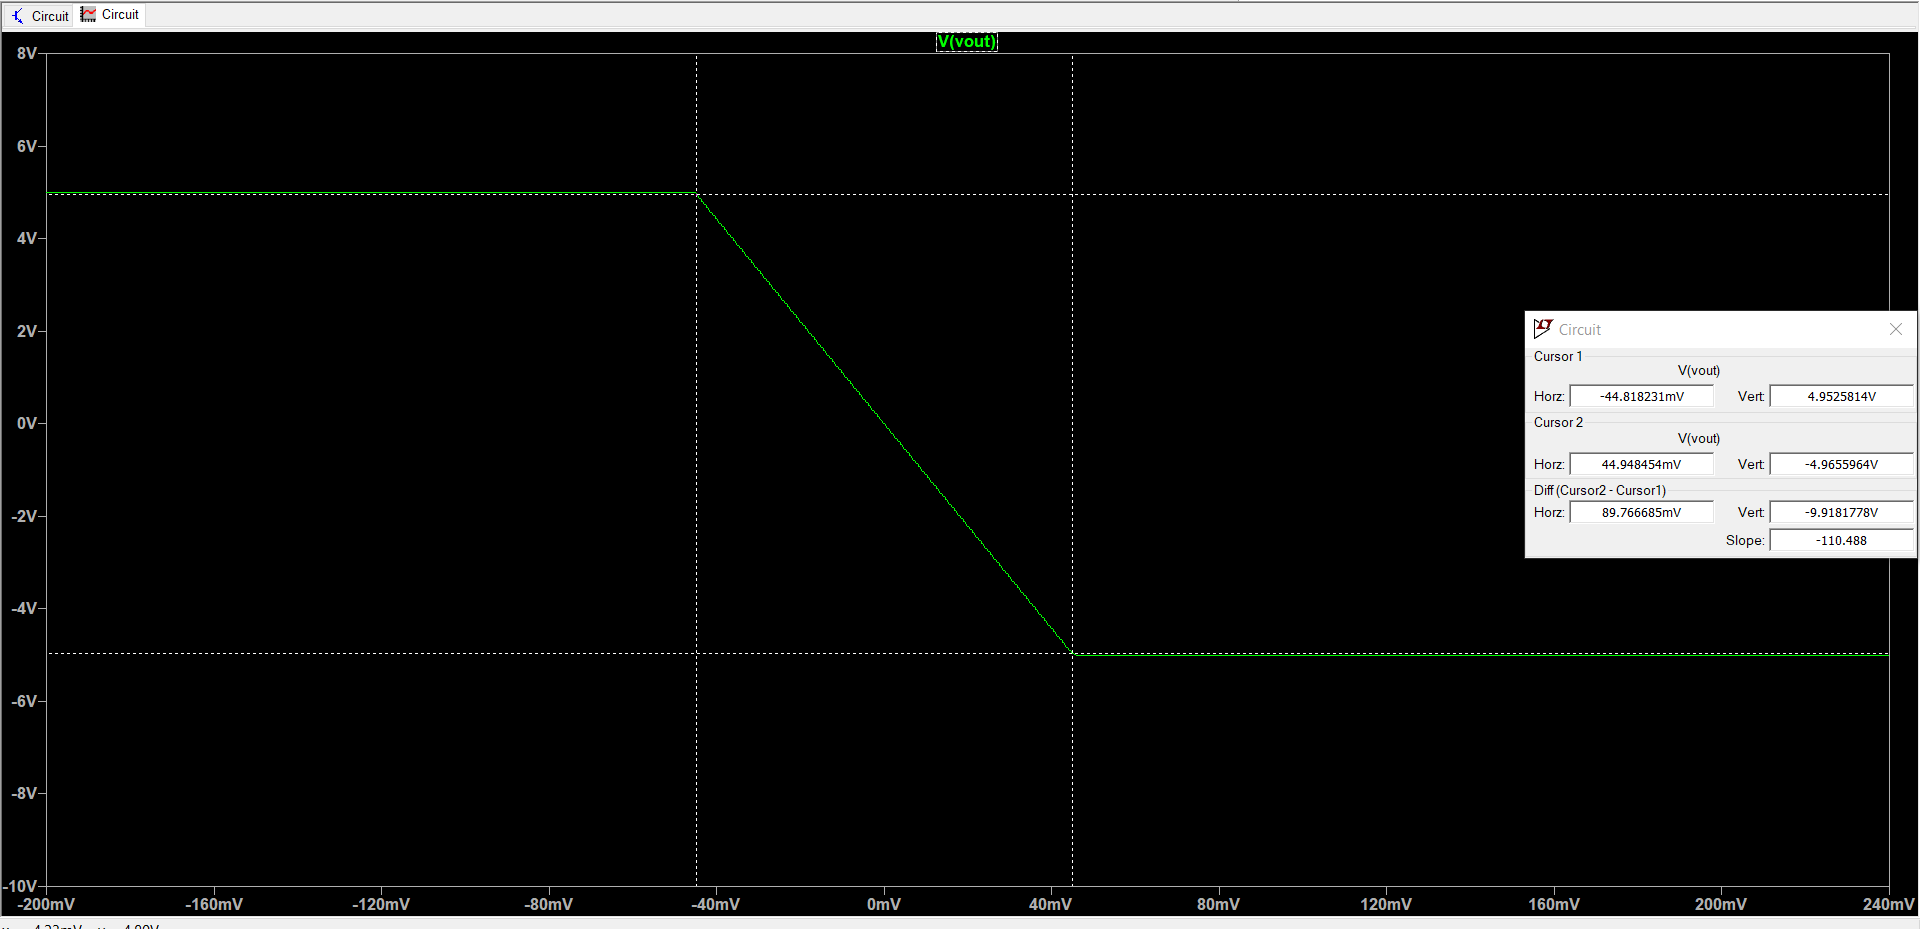 Circuit Circuit
V(vout)
8V
6V
4V
2V
0V
-2V
-4V
-6V
-8V
-10V
-200mV -160mV -120mV -80mV -40mV 0mV 40mV 80mV 120mV 160mV 200mV 240mV
Circuit
Cursor 1
V(vout)
Horz: -44.818231mV Vert: 4.9525814V
Cursor 2
V(vout)
Horz: 44.948454mV Vert: -4.9655964V
Diff (Cursor2 - Cursor1)
Horz: 89.766685mV Vert: -9.9181778V
Slope: -110.488